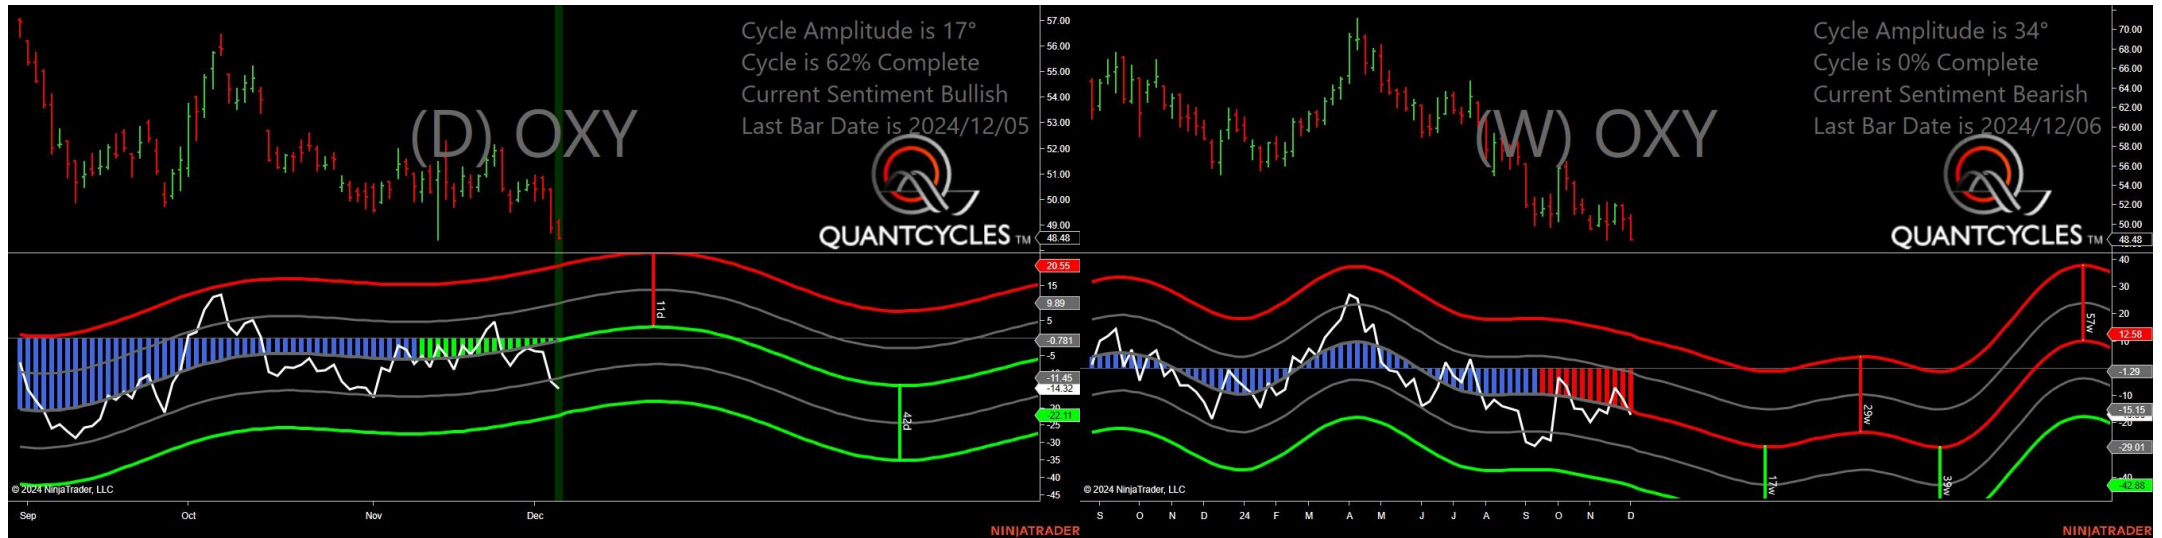 Cycle Amplitude is 17°
Cycle is 62% Complete
Current Sentiment Bullish
Last Bar Date is 2024/12/05
(D) OXY
QUANTCYCLES TM
57.00
56.00
55.00
54.00
53.00
52.00
51.00
50.00
49.00
48.48
20.55
15
9.89
5
-0.781
-5
-11.45
-14.32
-22.11
-25
-30
-35
-40
-45
11d
42d
© 2024 NinjaTrader, LLC
Sep Oct Nov Dec
NINJATRADER
Cycle Amplitude is 34°
Cycle is 0% Complete
Current Sentiment Bearish
Last Bar Date is 2024/12/06
(W) OXY
QUANTCYCLES TM
70.00
68.00
66.00
64.00
62.00
60.00
58.00
56.00
54.00
52.00
50.00
48.48
40
30
20
12.58
-1.29
-10
-15.15
-20
-29.01
-42.88
57w
29w
17w
39w
© 2024 NinjaTrader, LLC
S O N D 24 F M A M J J A S O N D
NINJATRADER